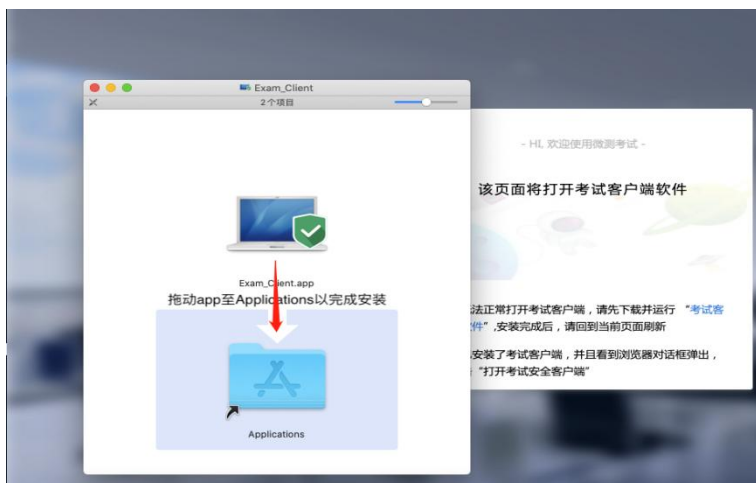 Exam_Client
2个项目
Exam_Client.app
拖动app至Applications以完成安装
Applications
- HI, 欢迎使用微测考试 -
该页面将打开考试客户端软件
法正常打开考试客户端，请先下载并运行 “考试客
件”,安装完成后，请回到当前页面刷新
安装了考试客户端，并且看到浏览器对话框弹出，
“打开考试安全客户端”